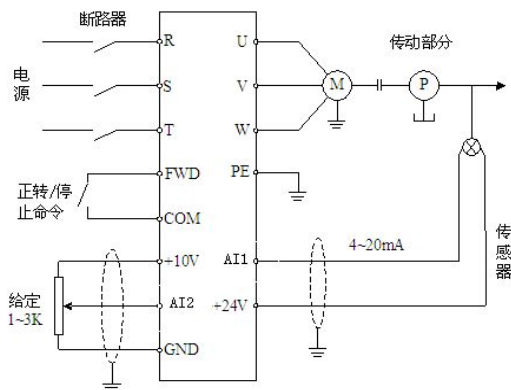 断路器
电
源
R
S
T
正转/停
止命令
FWD
COM
给定
1~3K
+10V
AI2
GND
U
V
W
PE
AI1
+24V
M
P
传动部分
4~20mA
传
感
器